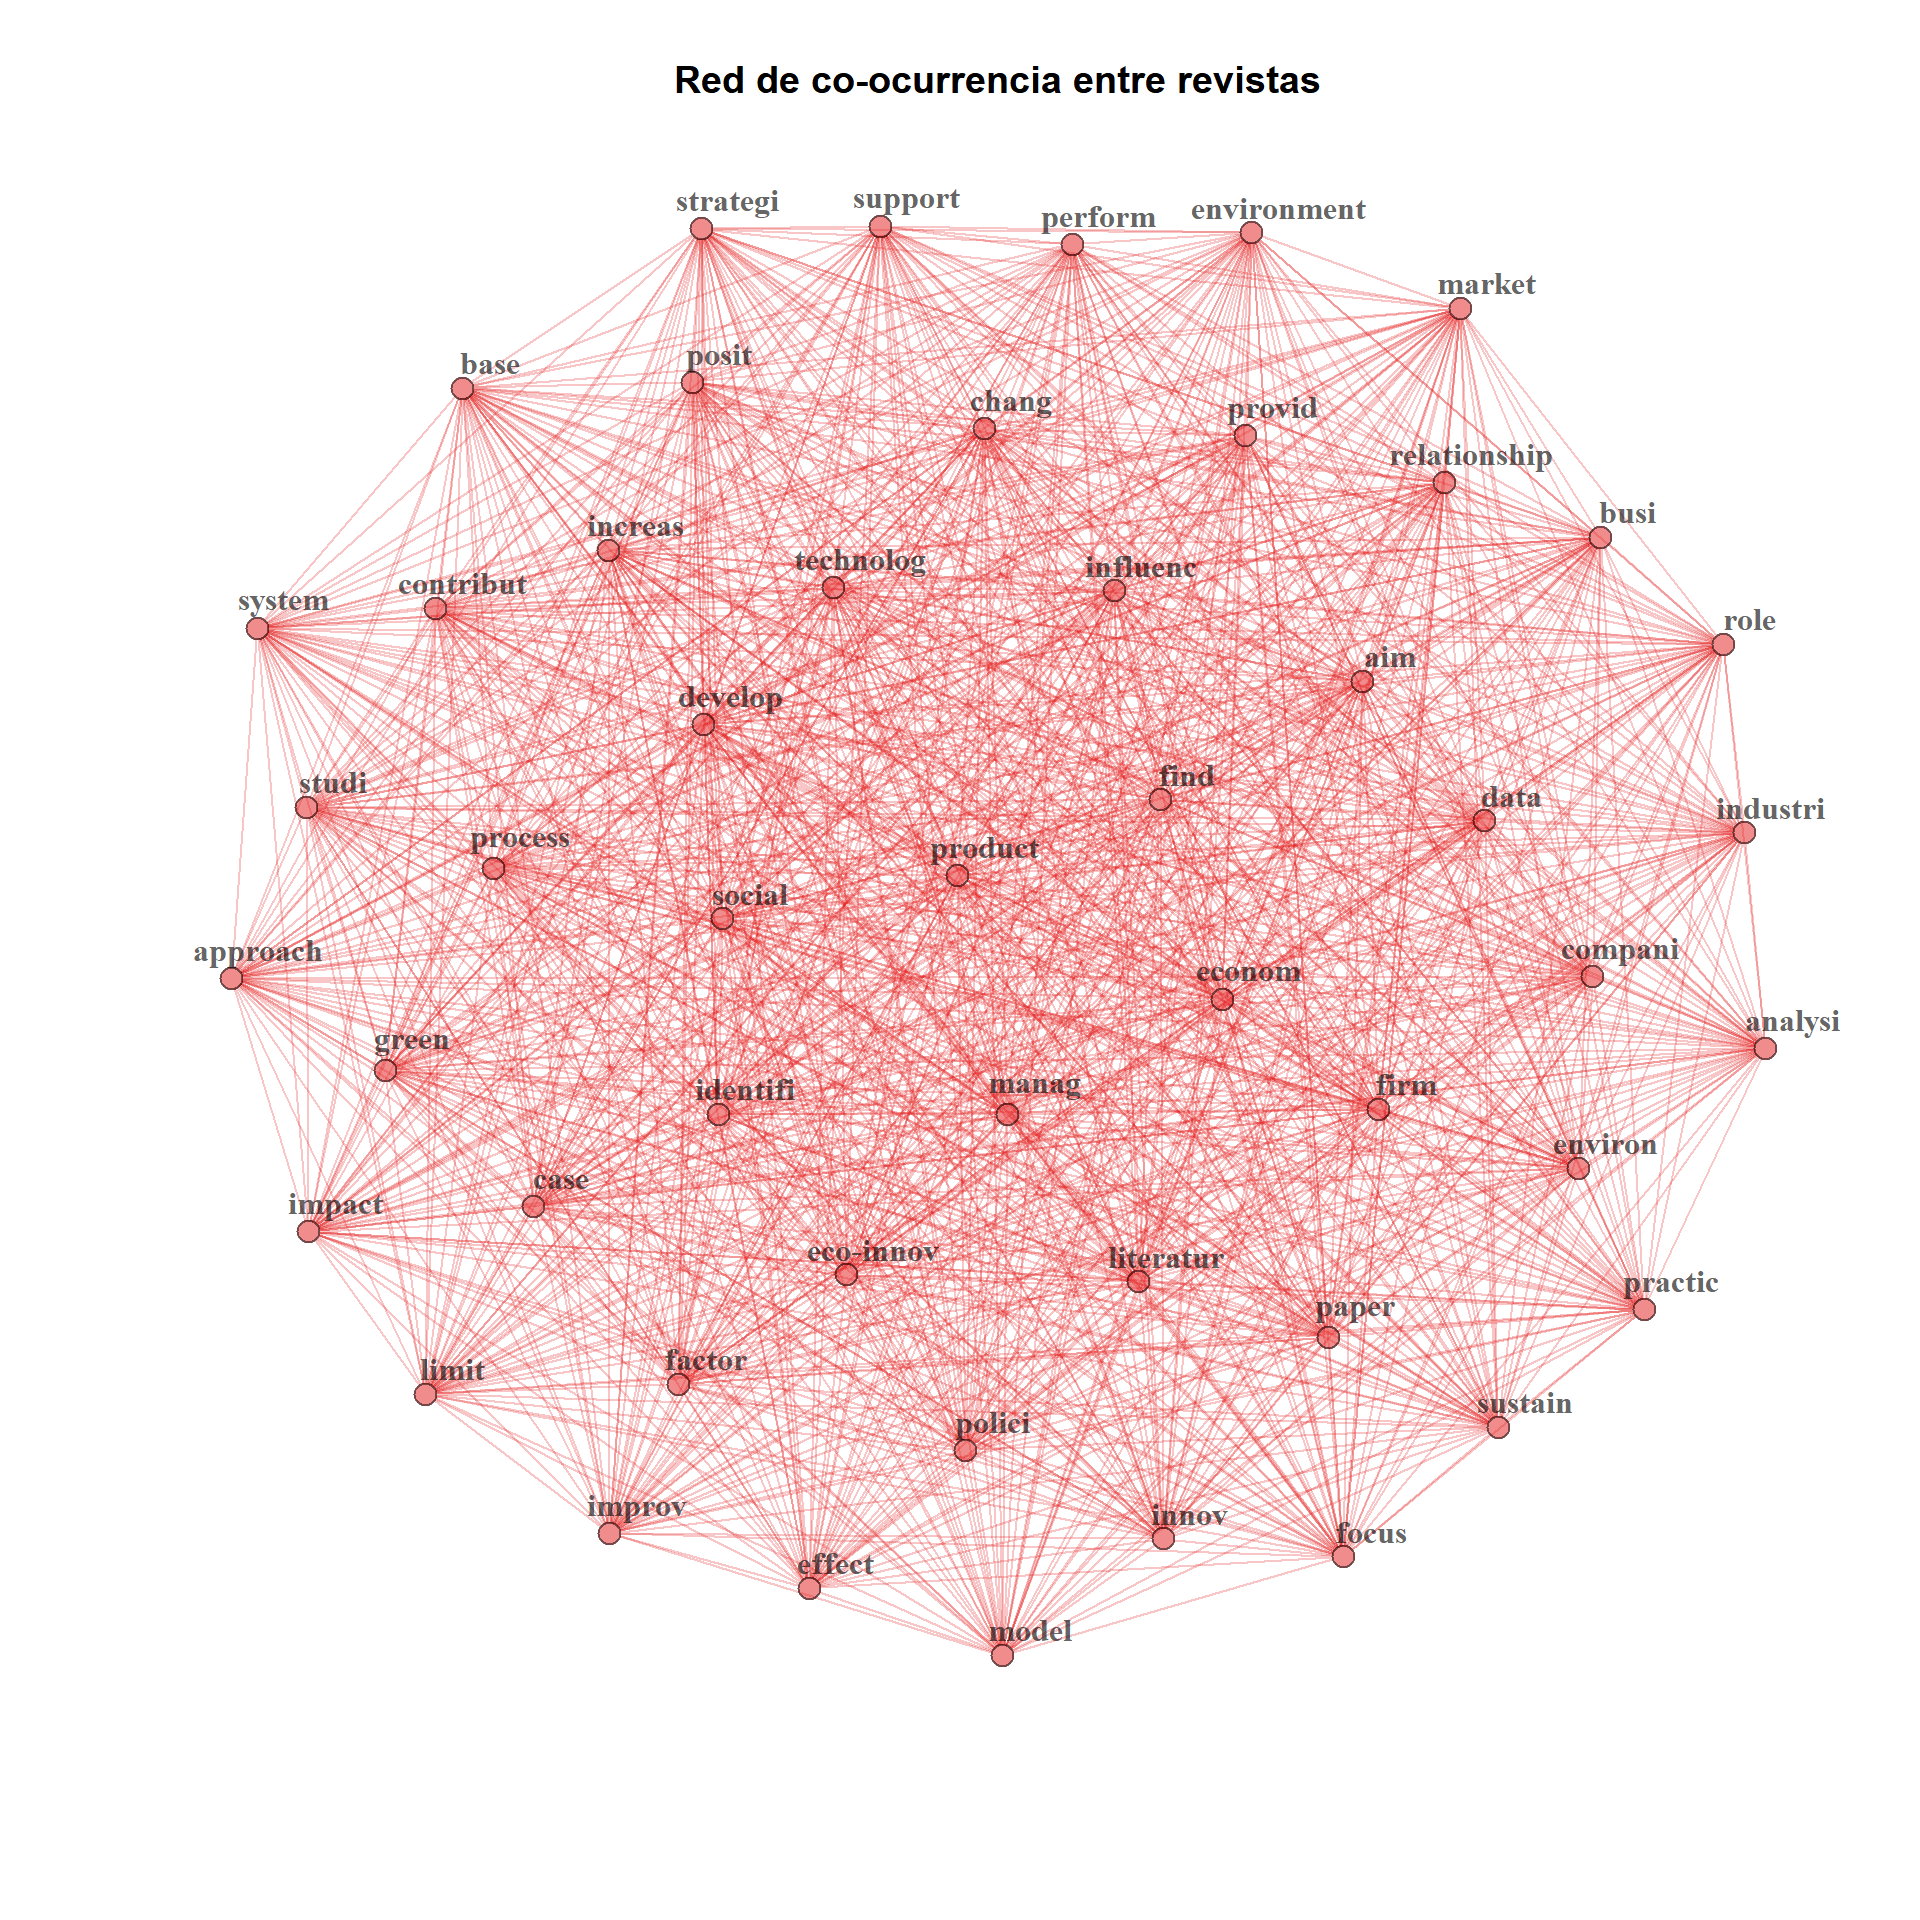 Red de co-ocurrencia entre revistas
strategi
support
perform
environment
market
base
posit
chang
provid
relationship
busi
increas
technolog
influenc
contribut
system
role
aim
develop
studi
find
data
industri
process
product
social
approach
econom
compani
analysi
green
identifi
manag
firm
environ
case
impact
eco-innov
literatur
practic
paper
factor
limit
sustain
polici
improv
innov
focus
effect
model